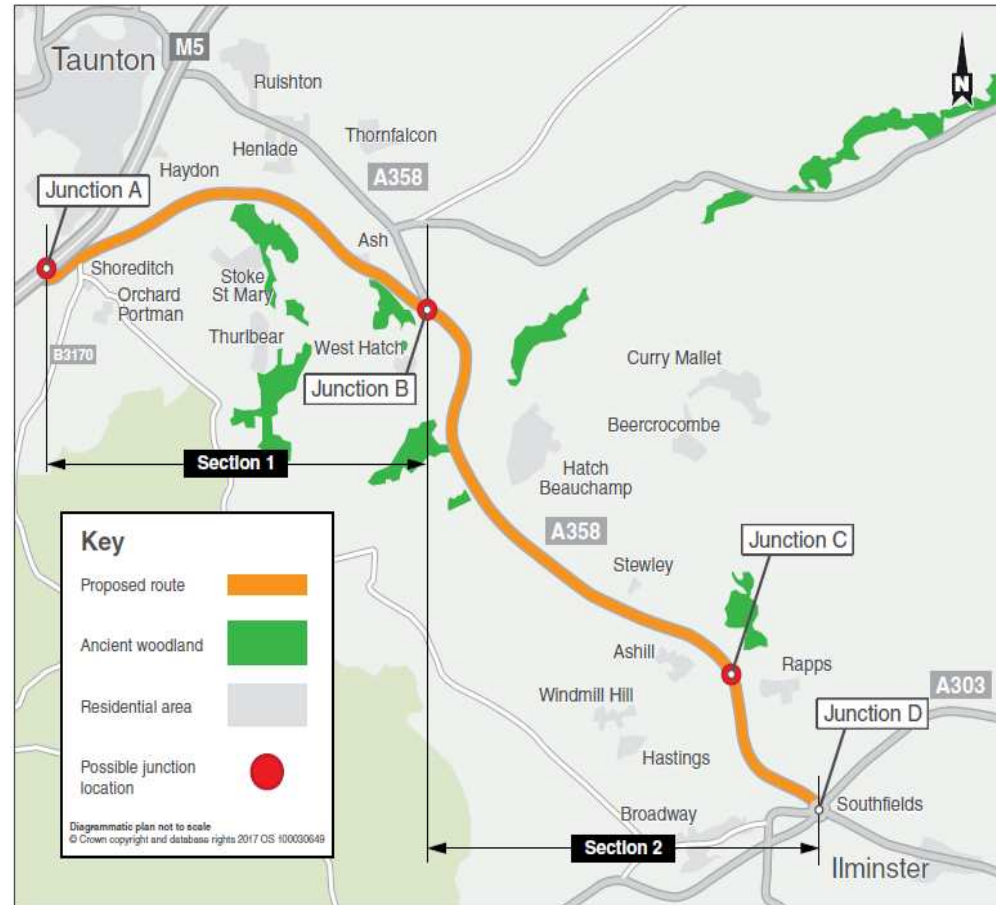 M5
Taunton
Ruishton
Thornfalcon
Henlade
Haydon
A358
Junction A
Ash
Shoreditch
Stoke
St Mary
Orchard
Portman
Thurlbear
West Hatch
B3170
Junction B
Curry Mallet
Beercrocombe
Section 1
Hatch
Beauchamp
A358
Junction C
Stewley
Ashill
Rapps
Windmill Hill
A303
Junction D
Hastings
Southfields
Broadway
Section 2
Ilminster
N
Key
Proposed route
Ancient woodland
Residential area
Possible junction
location
Diagrammatic plan not to scale
© Crown copyright and database rights 2017 OS 100030649